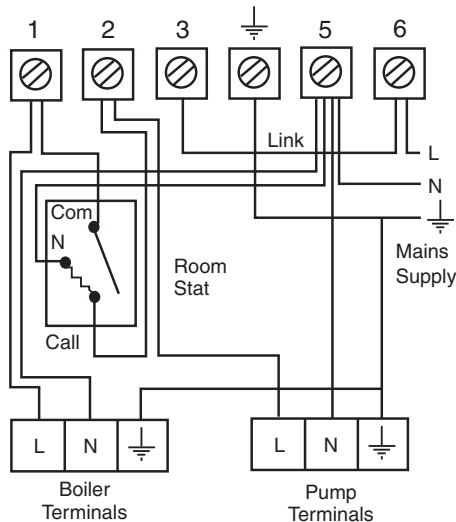 1 2 3 5 6
Link
L
N
Mains
Supply
Com
N
Room
Stat
Call
L N
L N
Boiler
Terminals
Pump
Terminals